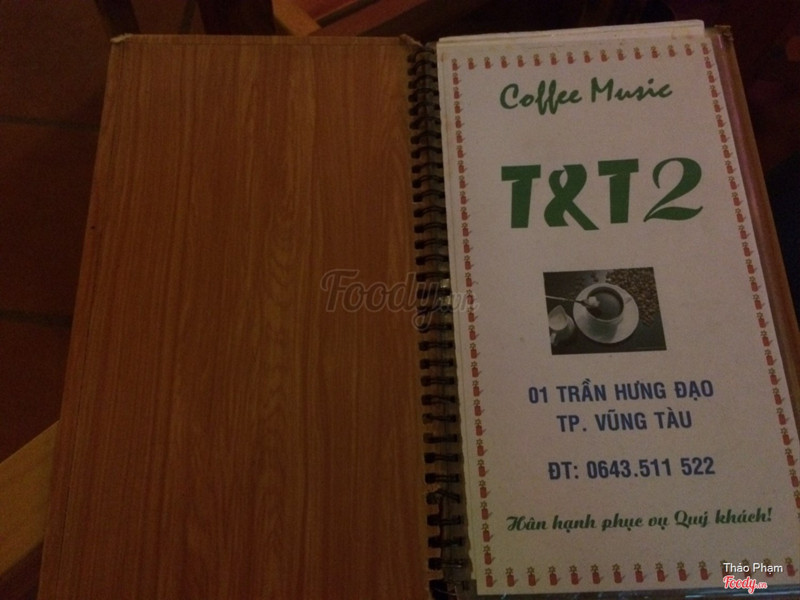 Coffee Music
T&T 2
01 TRẦN HƯNG ĐẠO
TP. VŨNG TÀU
ĐT: 0643.511 522
Hân hạnh phục vụ Quý khách!
Foody.vn
Thảo Phạm
Foody.vn